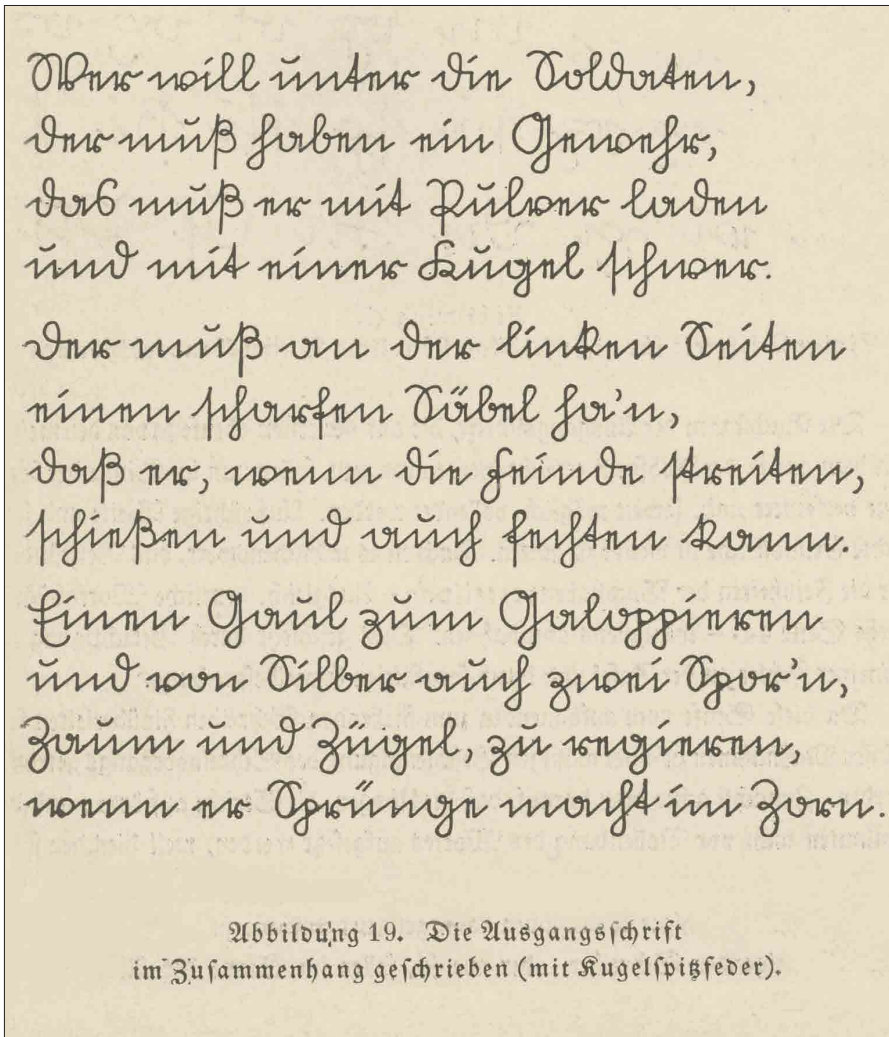 Wer will unter die Soldaten,
der muß haben ein Gewehr,
das muß er mit Pulver laden
und mit einer Kugel schwer.
Der muß an der linken Seiten
einen scharfen Säbel ha'n,
daß er, wenn die Feinde streiten,
schießen und auch fechten kann.
Einen Gaul zum Galoppieren
und von Silber auch zwei Spor'n,
Zaum und Zügel, zu regieren,
wenn er Sprünge macht im Zorn.
Abbildung 19. Die Ausgangsschrift
im Zusammenhang geschrieben (mit Kugelspitzfeder).